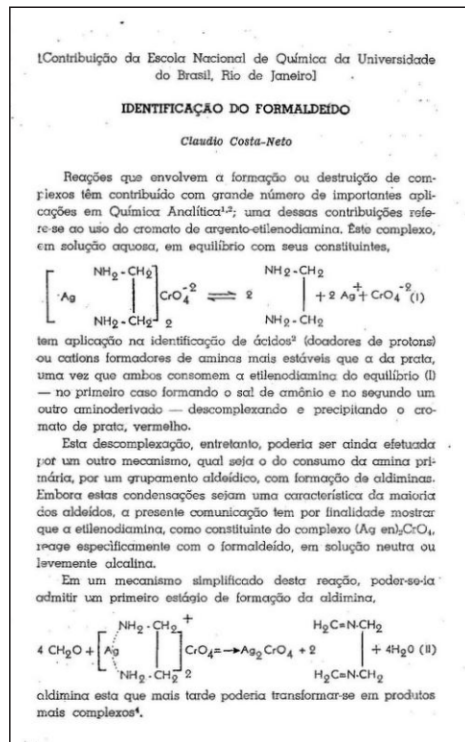 [Contribuição da Escola Nacional de Química da Universidade
do Brasil, Rio de Janeiro]
IDENTIFICAÇÃO DO FORMALDEÍDO
Claudio Costa-Neto
Reações que envolvem a formação ou destruição de com-
plexos têm contribuído com grande número de importantes apli-
cações em Química Analítica¹,²; uma dessas contribuições refe-
re-se ao uso do cromato de argento-etilenodiamina. Êste complexo,
em solução aquosa, em equilíbrio com seus constituintes,
NH2-CH2 NH2-CH2
[ Ag ] CrO4⁻² ⇌ 2 + 2 Ag⁺ + CrO4⁻² (I)
NH2-CH2 2 NH2-CH2
tem aplicação na identificação de ácidos² (doadores de protons)
ou cations formadores de aminas mais estáveis que a da prata,
uma vez que ambos consomem a etilenodiamina do equilíbrio (I)
— no primeiro caso formando o sal de amônio e no segundo um
outro aminoderivado — descomplexando e precipitando o cro-
mato de prata, vermelho.
Esta descomplexação, entretanto, poderia ser ainda efetuada
por um outro mecanismo, qual seja o do consumo da amina pri-
mária, por um grupamento aldeídico, com formação de aldiminas.
Embora estas condensações sejam uma característica da maioria
dos aldeídos, a presente comunicação tem por finalidade mostrar
que a etilenodiamina, como constituinte do complexo (Ag en)₂CrO₄,
reage especificamente com o formaldeído, em solução neutra ou
levemente alcalina.
Em um mecanismo simplificado desta reação, poder-se-ia
admitir um primeiro estágio de formação da aldimina,
NH2-CH2 + H2C=N-CH2
4 CH2O + [ Ag ] CrO4= → Ag2CrO4 + 2 + 4H2O (II)
NH2-CH2 2 H2C=N-CH2
aldimina esta que mais tarde poderia transformar-se em produtos
mais complexos⁴.